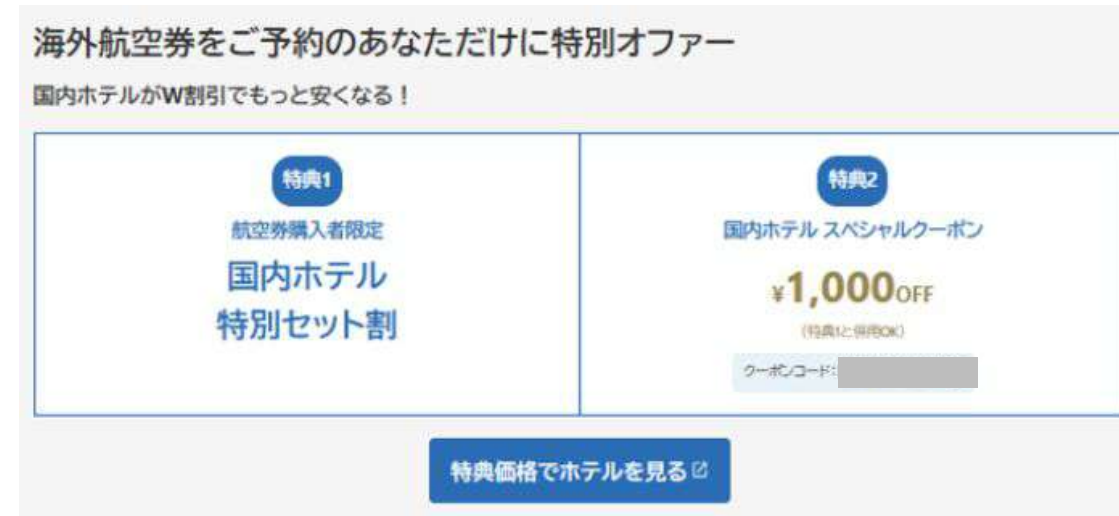 海外航空券をご予約のあなただけに特別オファー
国内ホテルがW割引でもっと安くなる！
特典1
航空券購入者限定
国内ホテル
特別セット割
特典2
国内ホテル スペシャルクーポン
¥1,000OFF
(特典1と併用OK)
クーポンコード：
特典価格でホテルを見る